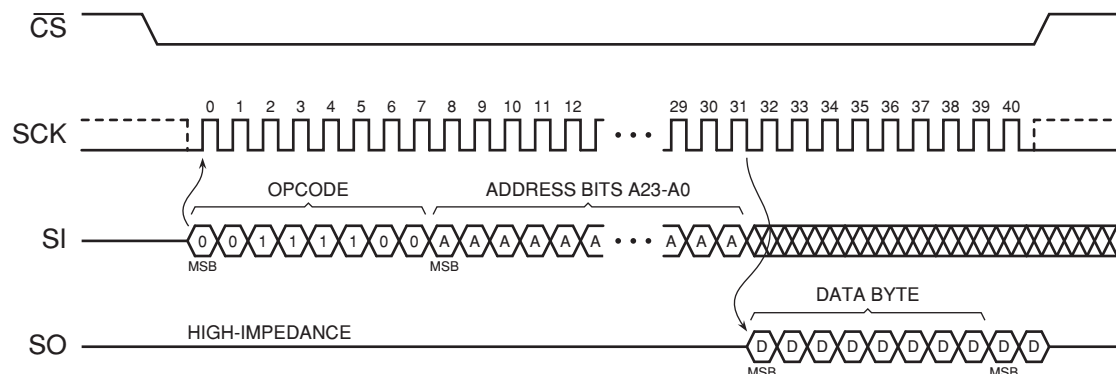 CS
0 1 2 3 4 5 6 7 8 9 10 11 12 29 30 31 32 33 34 35 36 37 38 39 40
SCK
OPCODE ADDRESS BITS A23-A0
SI 0 0 1 1 1 1 0 0 A A A A A A A A A
MSB MSB
DATA BYTE
SO HIGH-IMPEDANCE D D D D D D D D D D
MSB MSB